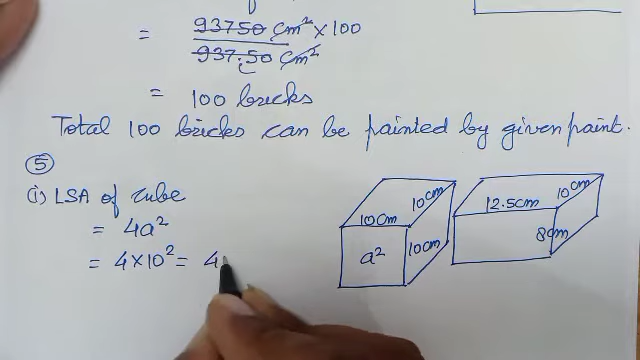 = 93750 cm² × 100
937.50 cm²
= 100 bricks
Total 100 bricks can be painted by given paint.
5
(i) LSA of cube
= 4a²
= 4×10² = 4
10cm
10cm
10cm
a²
12.5cm
10cm
8cm